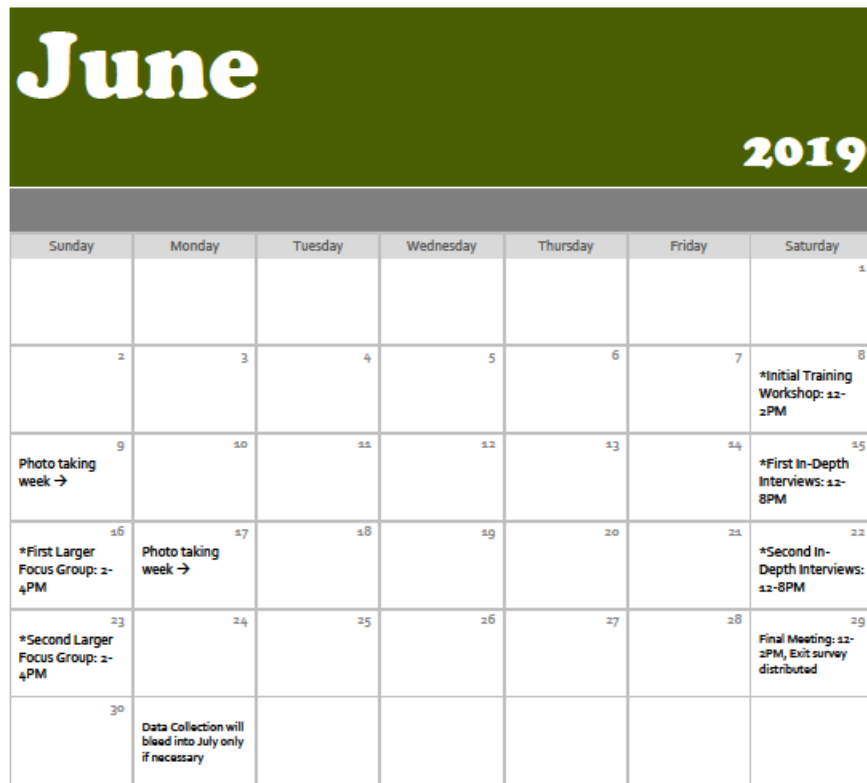 June
2019
Sunday Monday Tuesday Wednesday Thursday Friday Saturday
1
2 3 4 5 6 7 8
*Initial Training
Workshop: 12-
2PM
9 10 11 12 13 14 15
Photo taking
week →
*First In-Depth
Interviews: 12-
8PM
16 17 18 19 20 21 22
*First Larger
Focus Group: 2-
4PM
Photo taking
week →
*Second In-
Depth Interviews:
12-8PM
23 24 25 26 27 28 29
*Second Larger
Focus Group: 2-
4PM
Final Meeting: 12-
2PM, Exit survey
distributed
30
Data Collection will
bleed into July only
if necessary